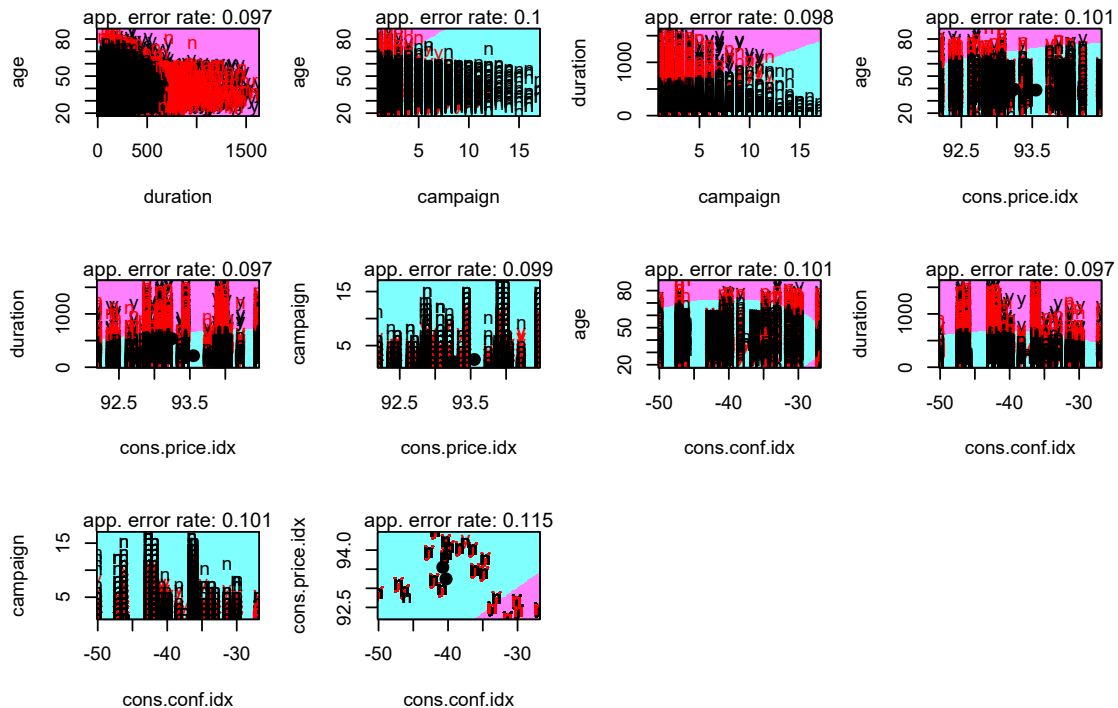 app. error rate: 0.097
age
20 50 80
0 500 1500
duration
app. error rate: 0.1
age
20 50 80
5 10 15
campaign
app. error rate: 0.098
duration
0 1000
5 10 15
campaign
app. error rate: 0.101
age
20 50 80
92.5 93.5
cons.price.idx
app. error rate: 0.097
duration
0 1000
92.5 93.5
cons.price.idx
app. error rate: 0.099
campaign
5 15
92.5 93.5
cons.price.idx
app. error rate: 0.101
age
20 40 60 80
-50 -40 -30
cons.conf.idx
app. error rate: 0.097
duration
0 1000
-50 -40 -30
cons.conf.idx
app. error rate: 0.101
campaign
5 15
-50 -40 -30
cons.conf.idx
app. error rate: 0.115
cons.price.idx
92.5 94.0
-50 -40 -30
cons.conf.idx